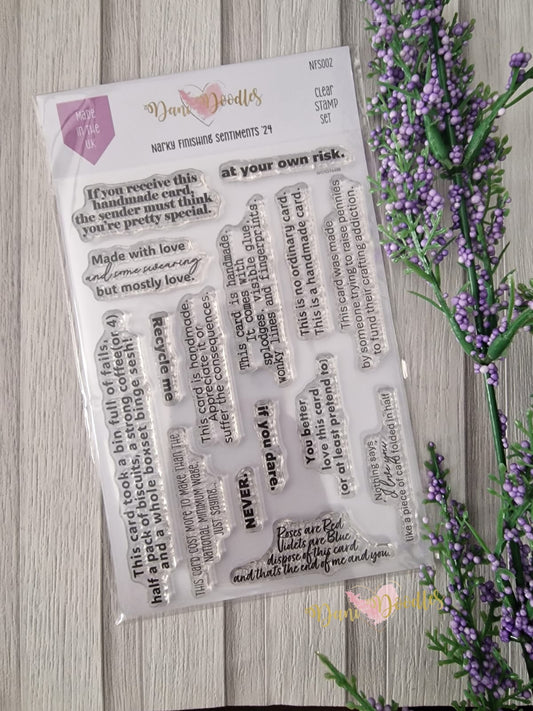 MADE
IN THE
UK
Dani Doodles
Narky Finishing Sentiments '24
NFS002
CLEAR
STAMP
SET
If you receive this
handmade card,
the sender must think
you're pretty special.
at your own risk.
Made with love
and some swearing
but mostly love.
This card is handmade.
It comes with
splodges, visible glue,
wonky lines, and fingerprints.
This is no ordinary card.
This is a handmade card.
This card was made
by someone trying to raise pennies
to fund their crafting addiction.
This card took a bin full of fails,
half a pack of biscuits, a strong coffee (or 4)
and a whole boxset binge sesh!
Recycle me
This card is handmade.
Appreciate it or
suffer the consequences.
if you dare.
You better
love this card
(or at least pretend to)
Nothing says
I love you
like a piece of card folded in half
This card cost more to make than the
national minimum wage.
Just saying.
NEVER.
Roses are Red
Violets are Blue
dispose of this card
and thats the end of me and you.
Dani Doodles